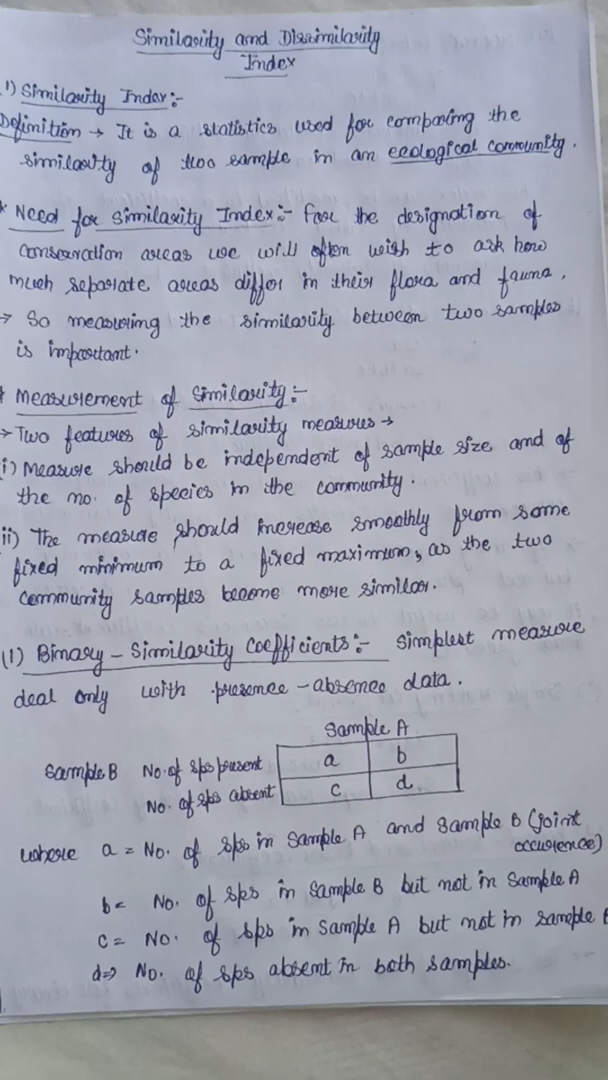 Similarity and Dissimilarity
Index
1) Similarity Index:-
Definition → It is a statistics used for comparing the
similarity of two sample in an ecological community.
* Need for Similarity Index:- For the designation of
conservation areas we will often wish to ask how
much separate areas differ in their flora and fauna.
→ So measuring the similarity between two samples
is important.
* Measurement of Similarity:-
→ Two features of similarity measures →
i) Measure should be independent of sample size and of
the no. of species in the community.
ii) The measure should increase smoothly from some
fixed minimum to a fixed maximum, as the two
community samples become more similar.
(1) Binary - Similarity Coefficients:- Simplest measure
deal only with presence - absence data.
Sample A
Sample B No. of sps present a b
No. of sps absent c d
where a = No. of sps in Sample A and Sample B (joint
occurence)
b = No. of sps in Sample B but not in Sample A
c = No. of sps in Sample A but not in Sample B
d => No. of sps absent in both samples.